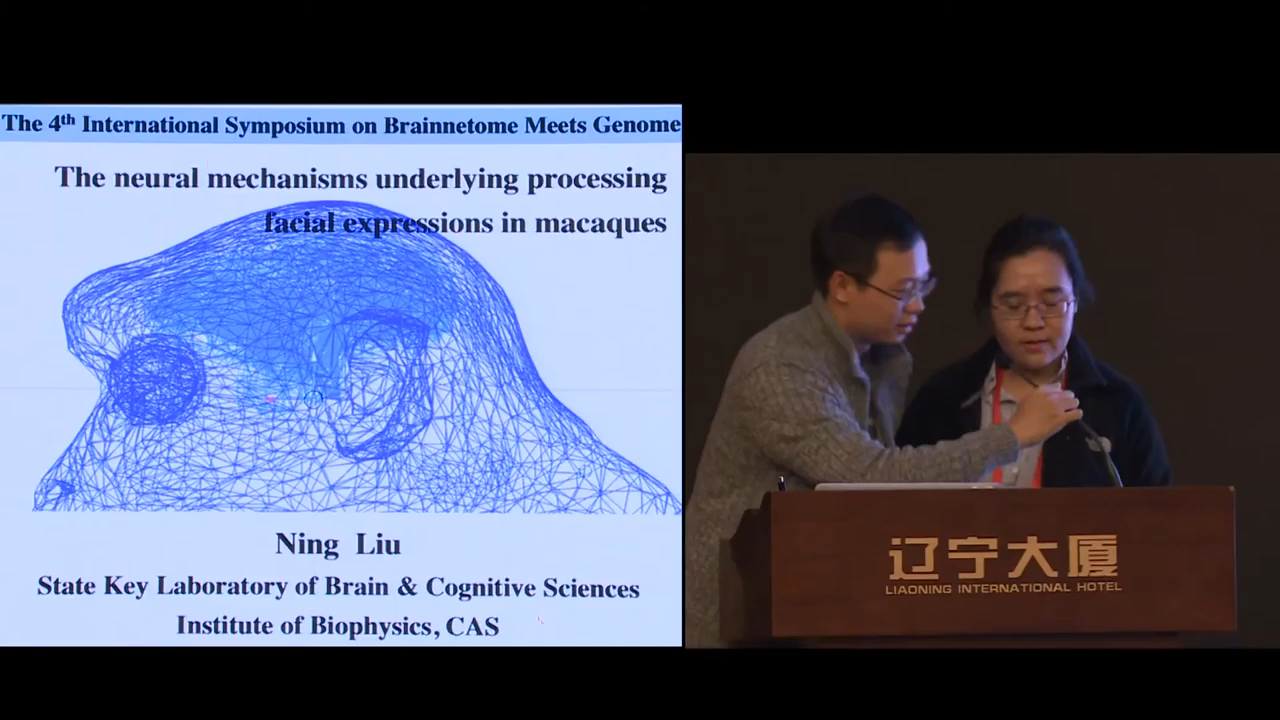 The 4th International Symposium on Brainnetome Meets Genome
The neural mechanisms underlying processing
facial expressions in macaques
Ning Liu
State Key Laboratory of Brain & Cognitive Sciences
Institute of Biophysics, CAS
辽宁大厦
LIAONING INTERNATIONAL HOTEL